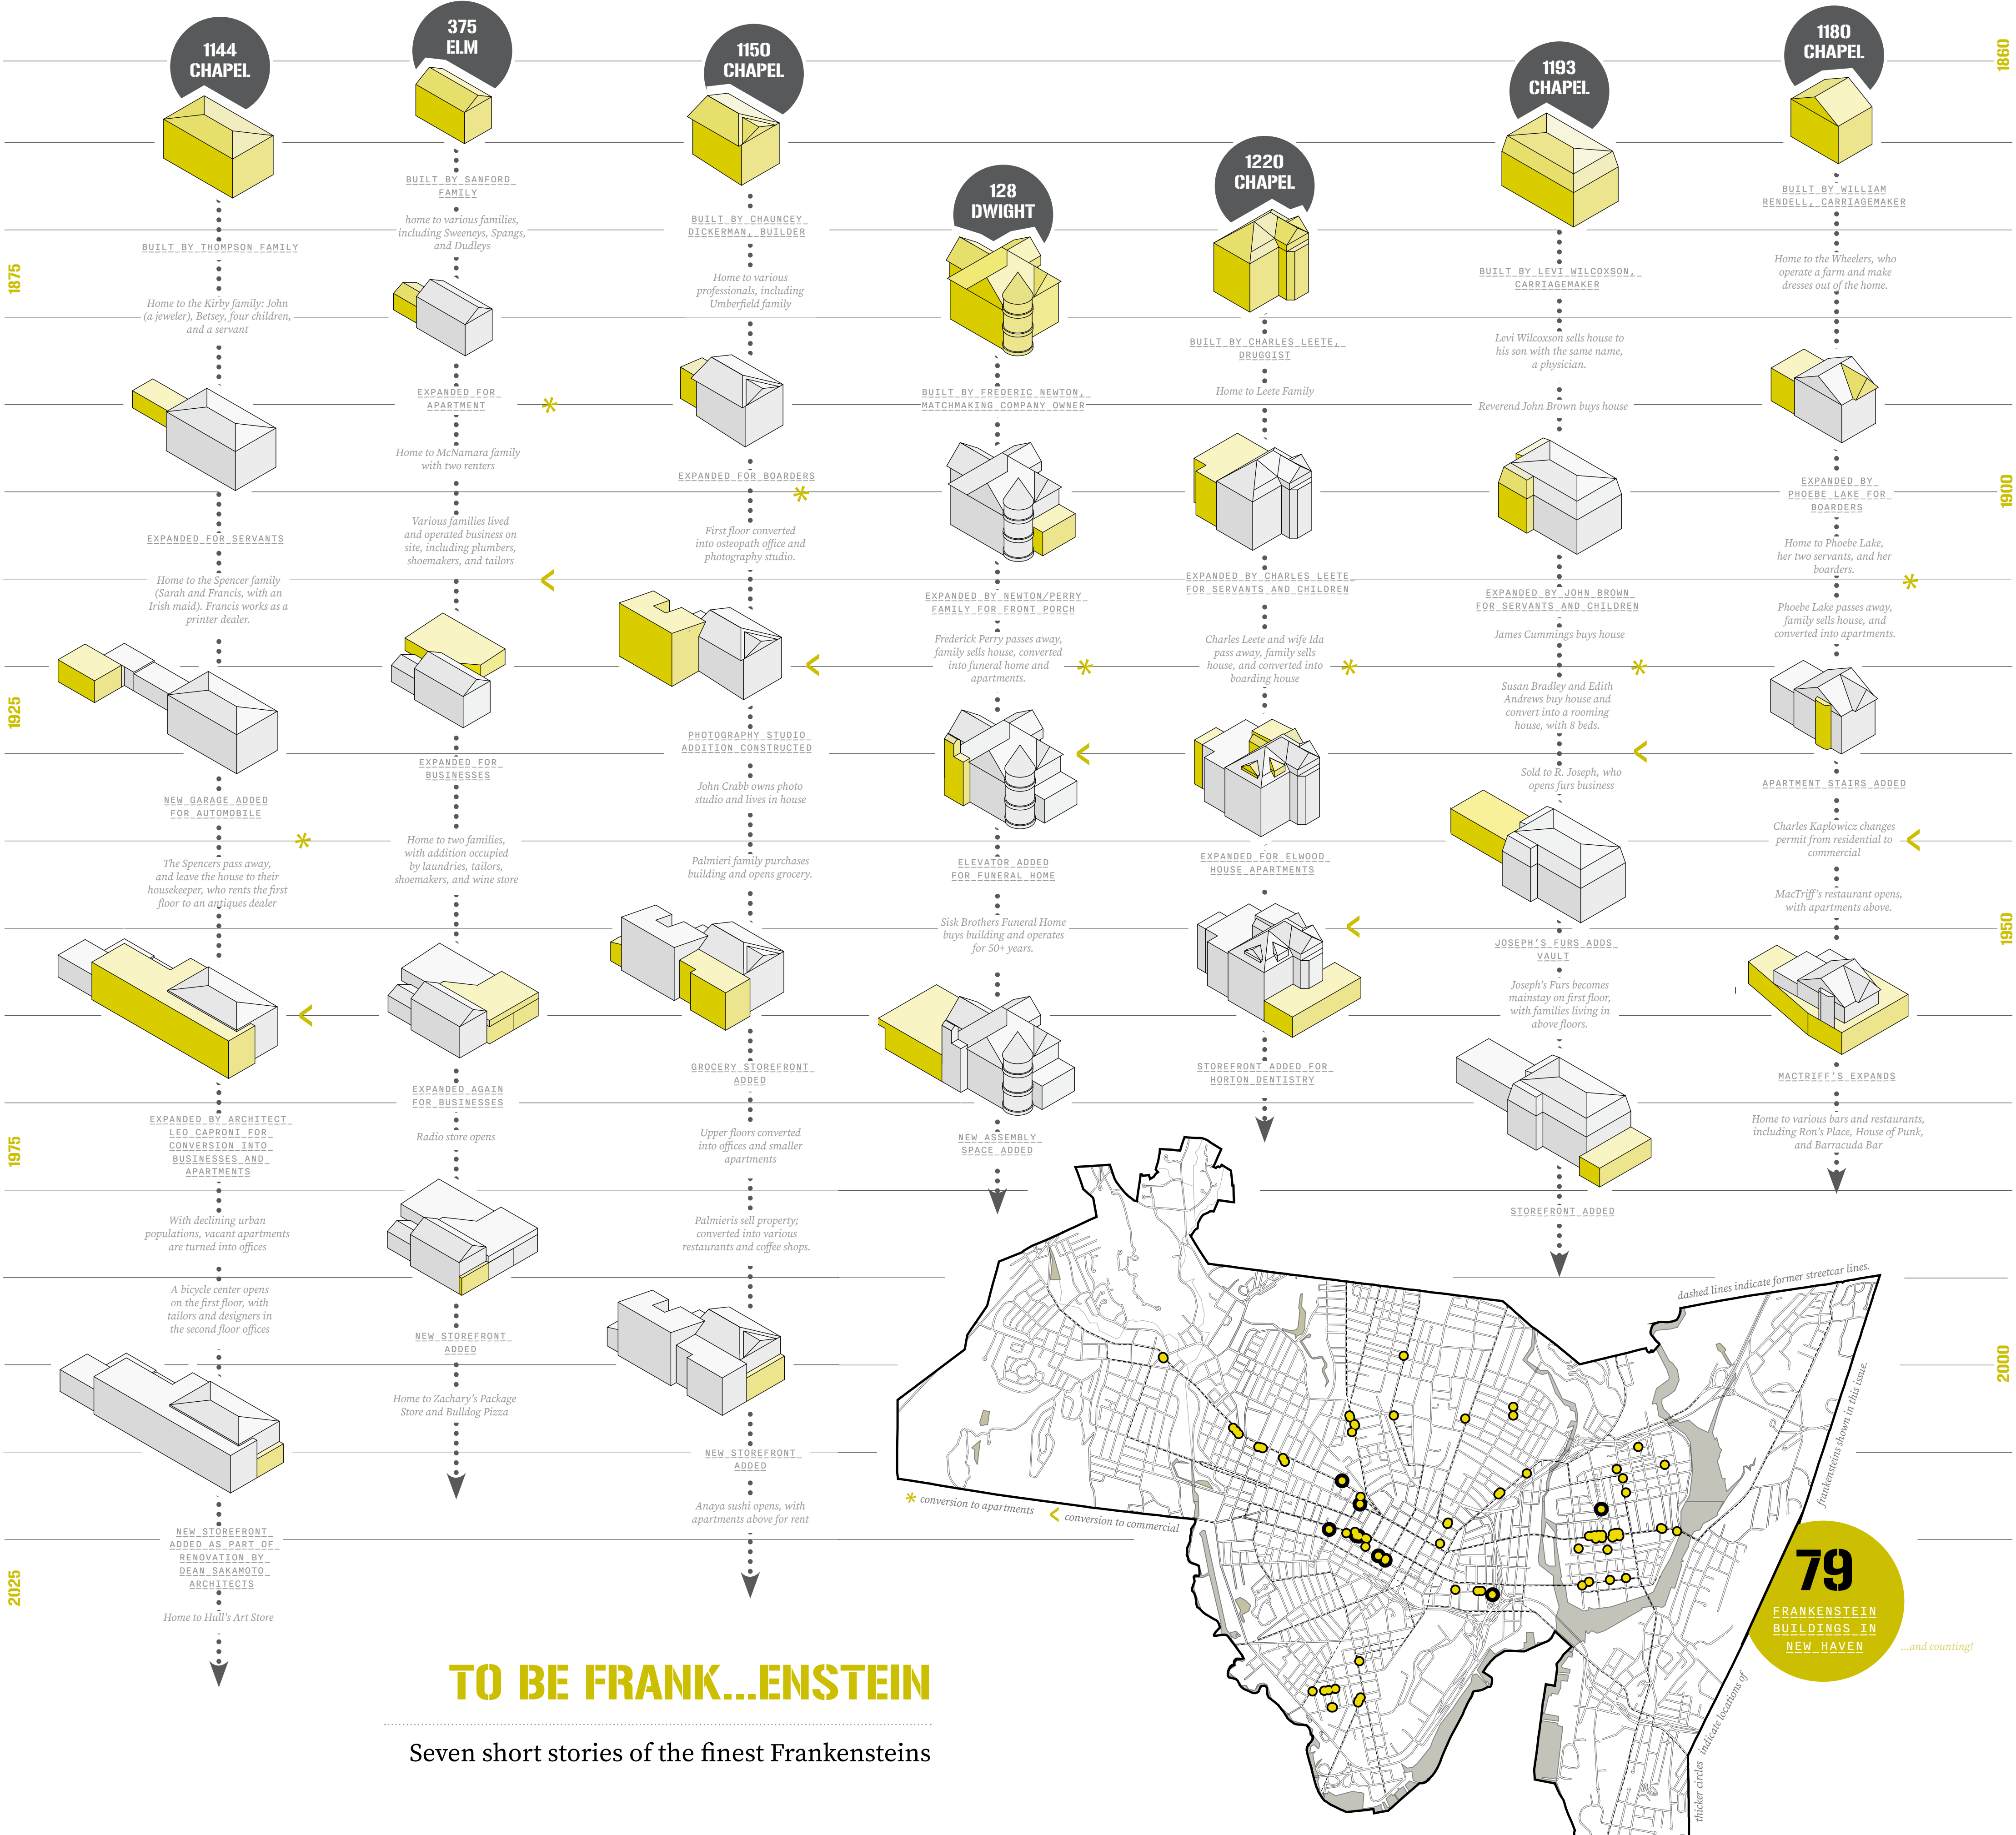 1144
CHAPEL
BUILT BY THOMPSON FAMILY
Home to the Kirby family: John
(a jeweler), Betsey, four children,
and a servant
EXPANDED FOR SERVANTS
Home to the Spencer family
(Sarah and Francis, with an
Irish maid). Francis works as a
printer dealer.
NEW GARAGE ADDED
FOR AUTOMOBILE
*
The Spencers pass away,
and leave the house to their
housekeeper, who rents the first
floor to an antiques dealer
<
EXPANDED BY ARCHITECT
LEO CAPRONI FOR
CONVERSION INTO
BUSINESSES AND
APARTMENTS
With declining urban
populations, vacant apartments
are turned into offices
A bicycle center opens
on the first floor, with
tailors and designers in
the second floor offices
NEW STOREFRONT
ADDED AS PART OF
RENOVATION BY
DEAN SAKAMOTO
ARCHITECTS
Home to Hull's Art Store
375
ELM
BUILT BY SANFORD
FAMILY
home to various families,
including Sweeneys, Spangs,
and Dudleys
EXPANDED FOR
APARTMENT
*
Home to McNamara family
with two renters
Various families lived
and operated business on
site, including plumbers,
shoemakers, and tailors
<
EXPANDED FOR
BUSINESSES
Home to two families,
with addition occupied
by laundries, tailors,
shoemakers, and wine store
EXPANDED AGAIN
FOR BUSINESSES
Radio store opens
NEW STOREFRONT
ADDED
Home to Zachary's Package
Store and Bulldog Pizza
1150
CHAPEL
BUILT BY CHAUNCEY
DICKERMAN, BUILDER
Home to various
professionals, including
Umberfield family
EXPANDED FOR BOARDERS
*
First floor converted
into osteopath office and
photography studio.
<
PHOTOGRAPHY STUDIO
ADDITION CONSTRUCTED
John Crabb owns photo
studio and lives in house
Palmieri family purchases
building and opens grocery.
GROCERY STOREFRONT
ADDED
Upper floors converted
into offices and smaller
apartments
Palmieris sell property;
converted into various
restaurants and coffee shops.
NEW STOREFRONT
ADDED
Anaya sushi opens, with
apartments above for rent
128
DWIGHT
BUILT BY FREDERIC NEWTON,
MATCHMAKING COMPANY OWNER
EXPANDED BY NEWTON/PERRY
FAMILY FOR FRONT PORCH
Frederick Perry passes away,
family sells house, converted
into funeral home and
apartments.
*
<
ELEVATOR ADDED
FOR FUNERAL HOME
Sisk Brothers Funeral Home
buys building and operates
for 50+ years.
NEW ASSEMBLY
SPACE ADDED
1220
CHAPEL
BUILT BY CHARLES LEETE,
DRUGGIST
Home to Leete Family
EXPANDED BY CHARLES LEETE
FOR SERVANTS AND CHILDREN
Charles Leete and wife Ida
pass away, family sells
house, and converted into
boarding house
*
EXPANDED FOR ELWOOD
HOUSE APARTMENTS
<
STOREFRONT ADDED FOR
HORTON DENTISTRY
1193
CHAPEL
BUILT BY LEVI WILCOXSON,
CARRIAGEMAKER
Levi Wilcoxson sells house to
his son with the same name,
a physician.
Reverend John Brown buys house
EXPANDED BY JOHN BROWN
FOR SERVANTS AND CHILDREN
James Cummings buys house
*
Susan Bradley and Edith
Andrews buy house and
convert into a rooming
house, with 8 beds.
<
Sold to R. Joseph, who
opens furs business
JOSEPH'S FURS ADDS
VAULT
Joseph's Furs becomes
mainstay on first floor,
with families living in
above floors.
STOREFRONT ADDED
1180
CHAPEL
BUILT BY WILLIAM
RENDELL, CARRIAGEMAKER
Home to the Wheelers, who
operate a farm and make
dresses out of the home.
EXPANDED BY
PHOEBE LAKE FOR
BOARDERS
Home to Phoebe Lake,
her two servants, and her
boarders.
*
Phoebe Lake passes away,
family sells house, and
converted into apartments.
APARTMENT STAIRS ADDED
Charles Kaplowicz changes
permit from residential to
commercial
<
MacTriff's restaurant opens,
with apartments above.
MACTRIFF'S EXPANDS
Home to various bars and restaurants,
including Ron's Place, House of Punk,
and Barracuda Bar
1860
1875
1900
1925
1950
1975
2000
2025
dashed lines indicate former streetcar lines.
* conversion to apartments < conversion to commercial
thicker circles indicate locations of frankensteins shown in this issue.
79
FRANKENSTEIN
BUILDINGS IN
NEW HAVEN
...and counting!
TO BE FRANK...ENSTEIN
Seven short stories of the finest Frankensteins